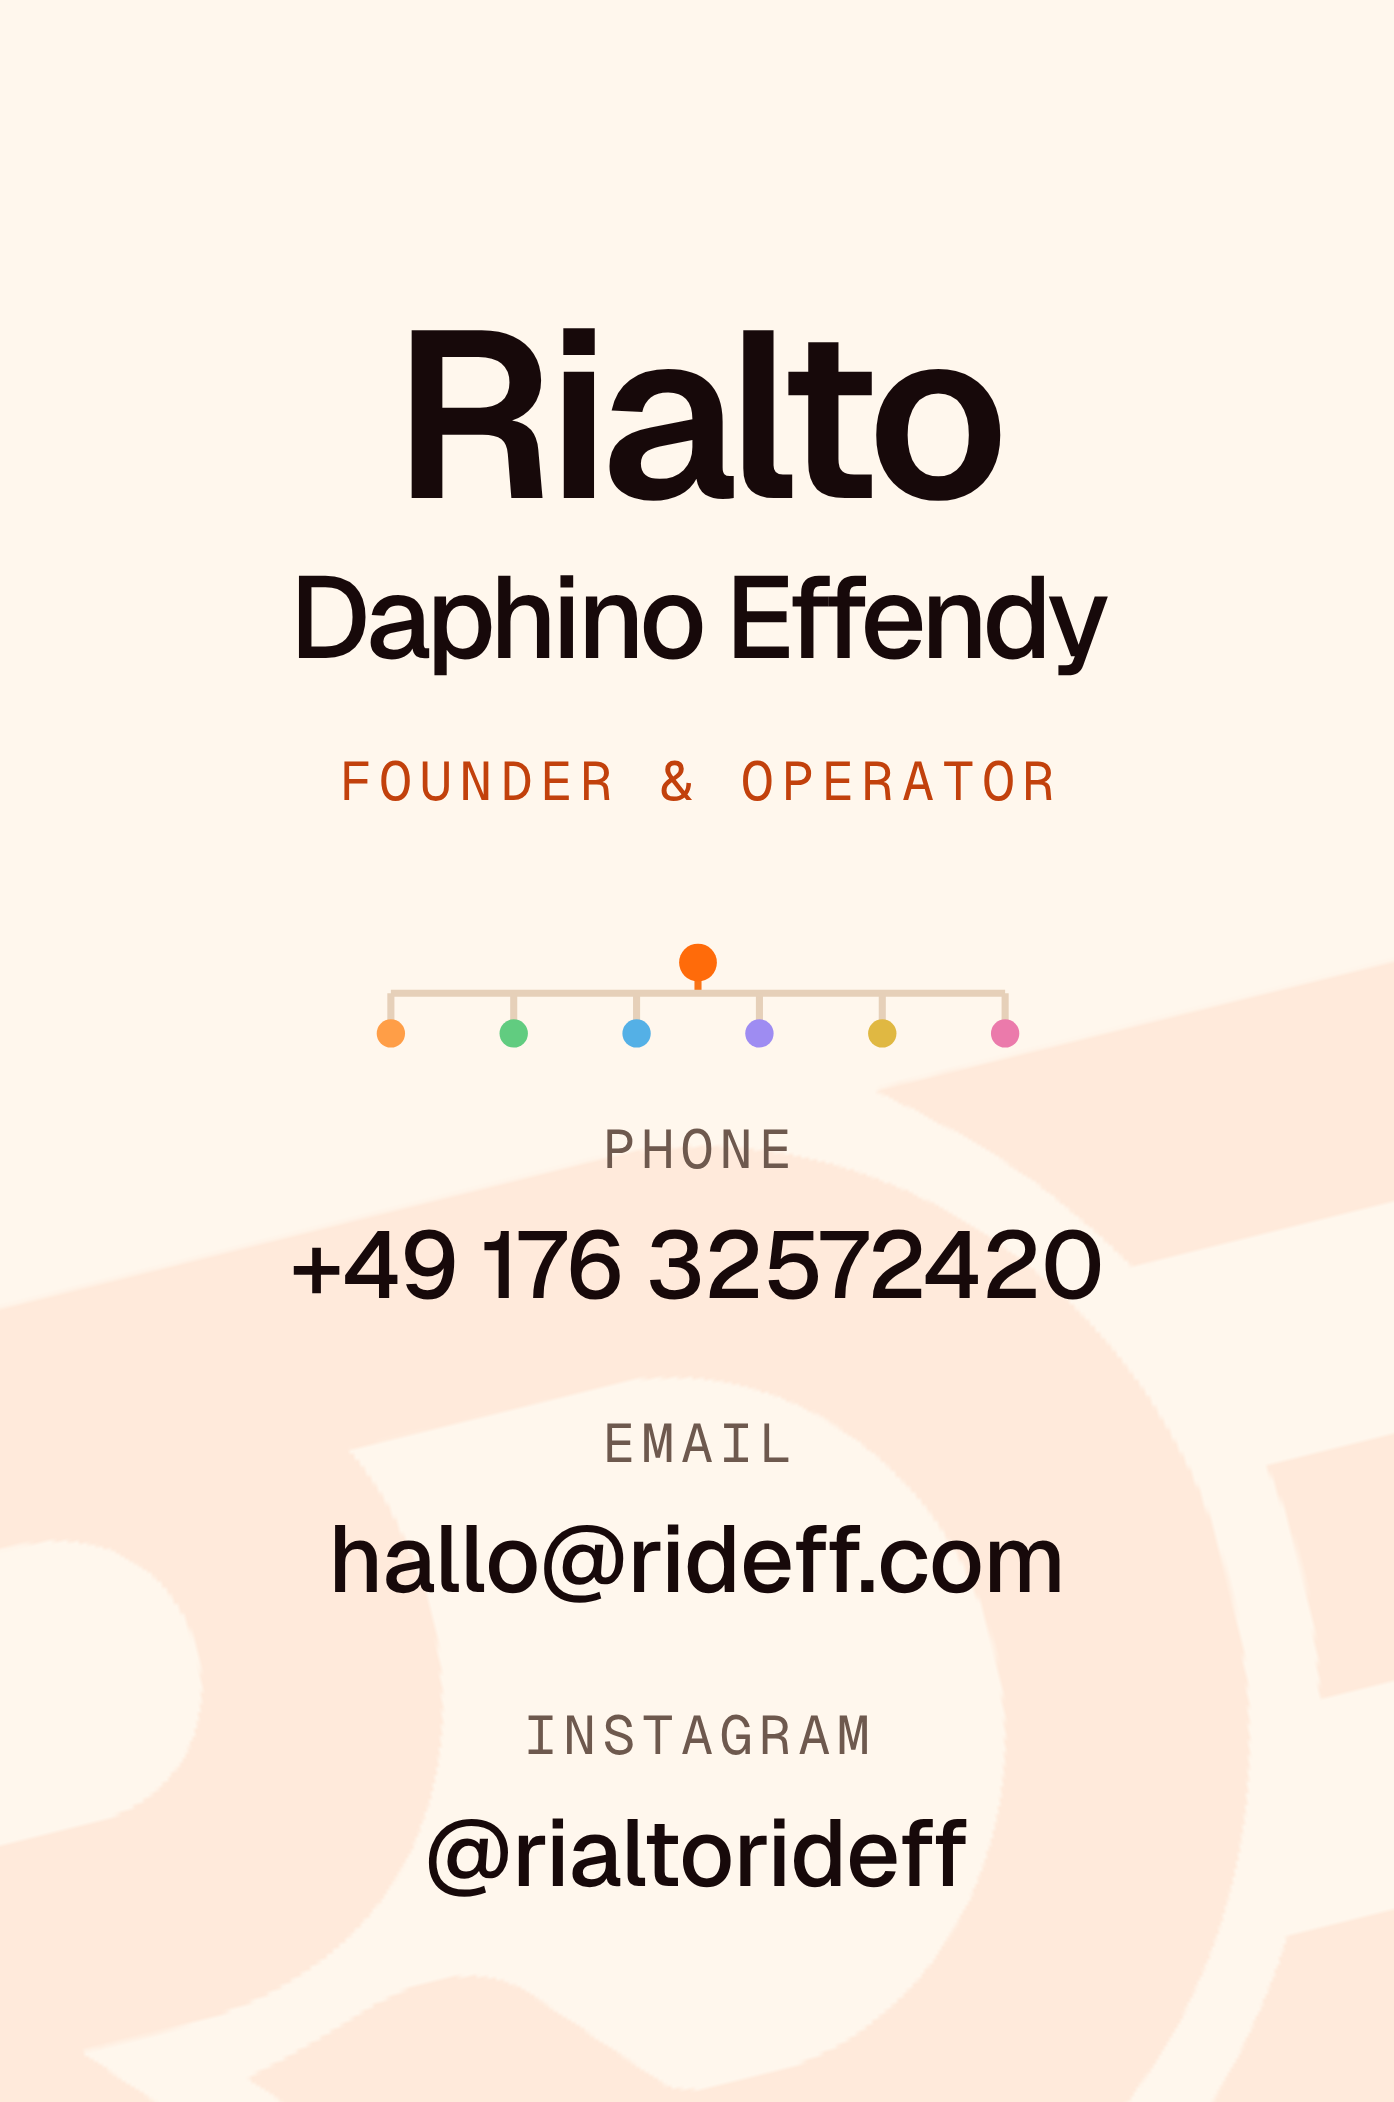 Rialto
Daphino Effendy
FOUNDER & OPERATOR
PHONE
+49 176 32572420
EMAIL
hallo@rideff.com
INSTAGRAM
@rialtorideff